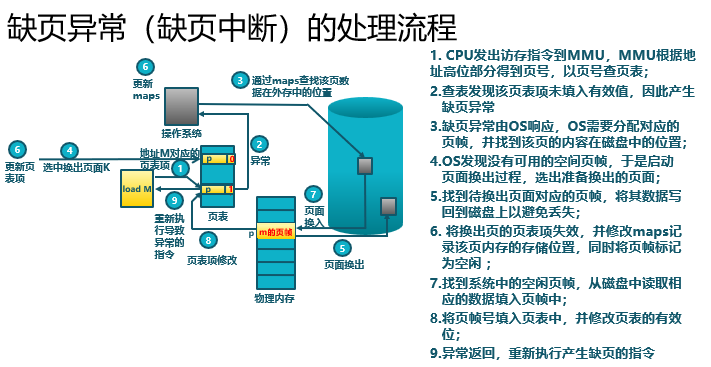 缺页异常（缺页中断）的处理流程
6
更新
maps
操作系统
3
通过maps查找该页数
据在外存中的位置
6
更新页
表项
4
选中换出页面K
地址M对应的
页表项
1
load M
p
0
p
1
页表
2
异常
9
重新执
行导致
异常的
指令
8
页表项修改
p
m的页帧
物理内存
7
页面
换入
5
页面换出
1. CPU发出访存指令到MMU，MMU根据地
址高位部分得到页号，以页号查页表；
2.查表发现该页表项未填入有效值，因此产生
缺页异常
3.缺页异常由OS响应，OS需要分配对应的
页帧，并找到该页的内容在磁盘中的位置；
4.OS发现没有可用的空间页帧，于是启动
页面换出过程，选出准备换出的页面；
5.找到待换出页面对应的页帧，将其数据写
回到磁盘上以避免丢失；
6. 将换出页的页表项失效，并修改maps记
录该页内存的存储位置，同时将页帧标记
为空闲 ；
7.找到系统中的空闲页帧，从磁盘中读取相
应的数据填入页帧中；
8.将页帧号填入页表中，并修改页表的有效
位；
9.异常返回，重新执行产生缺页的指令